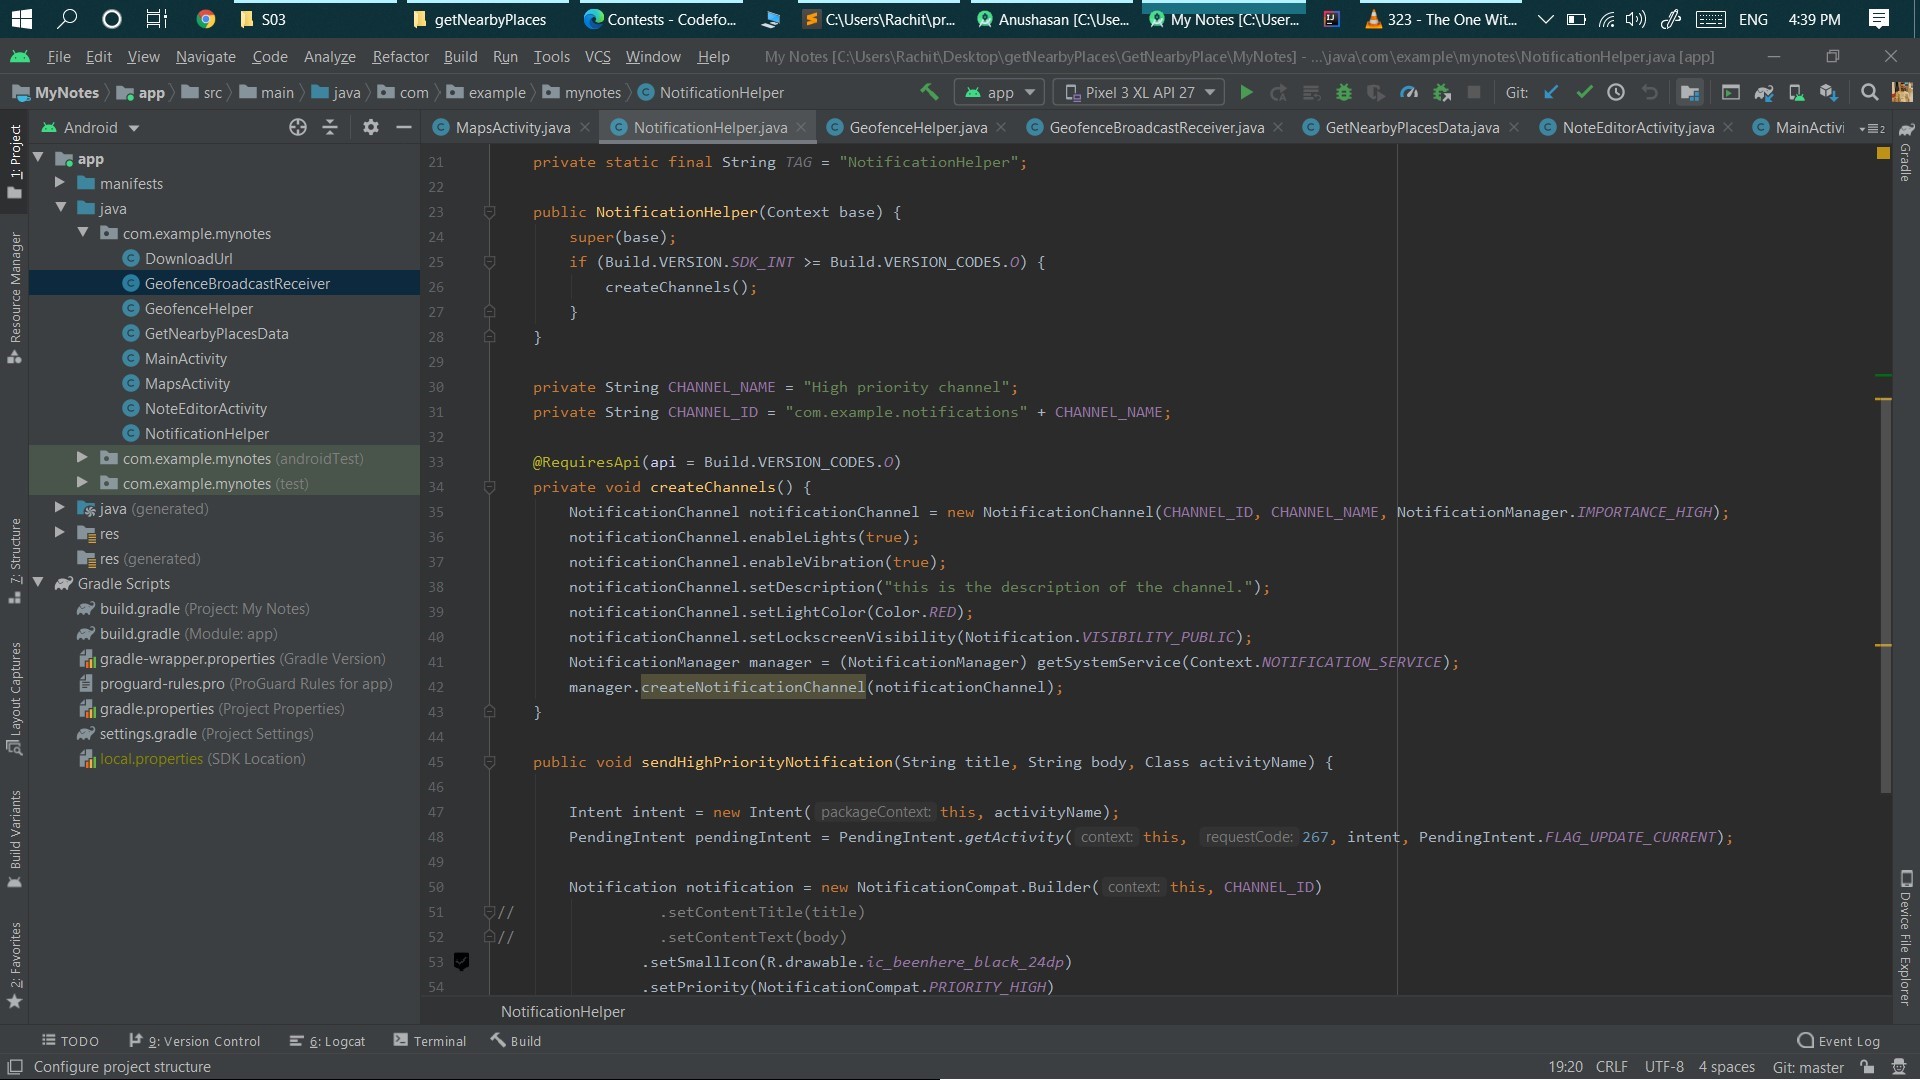 S03
getNearbyPlaces
Contests - Codefo...
C:\Users\Rachit\pr...
Anushasan [C:\Use...
My Notes [C:\User...
323 - The One Wit...
ENG
4:39 PM
File Edit View Navigate Code Analyze Refactor Build Run Tools VCS Window Help
My Notes [C:\Users\Rachit\Desktop\getNearbyPlaces\GetNearbyPlace\MyNotes] - ...\java\com\example\mynotes\NotificationHelper.java [app]
MyNotes app src main java com example mynotes NotificationHelper
app
Pixel 3 XL API 27
Git:
Android
MapsActivity.java
NotificationHelper.java
GeofenceHelper.java
GeofenceBroadcastReceiver.java
GetNearbyPlacesData.java
NoteEditorActivity.java
MainActivi
2
1: Project
Resource Manager
7: Structure
Layout Captures
Build Variants
2: Favorites
app
manifests
java
com.example.mynotes
DownloadUrl
GeofenceBroadcastReceiver
GeofenceHelper
GetNearbyPlacesData
MainActivity
MapsActivity
NoteEditorActivity
NotificationHelper
com.example.mynotes (androidTest)
com.example.mynotes (test)
java (generated)
res
res (generated)
Gradle Scripts
build.gradle (Project: My Notes)
build.gradle (Module: app)
gradle-wrapper.properties (Gradle Version)
proguard-rules.pro (ProGuard Rules for app)
gradle.properties (Project Properties)
settings.gradle (Project Settings)
local.properties (SDK Location)
21 private static final String TAG = "NotificationHelper";
22
23 public NotificationHelper(Context base) {
24 super(base);
25 if (Build.VERSION.SDK_INT >= Build.VERSION_CODES.O) {
26 createChannels();
27 }
28 }
29
30 private String CHANNEL_NAME = "High priority channel";
31 private String CHANNEL_ID = "com.example.notifications" + CHANNEL_NAME;
32
33 @RequiresApi(api = Build.VERSION_CODES.O)
34 private void createChannels() {
35 NotificationChannel notificationChannel = new NotificationChannel(CHANNEL_ID, CHANNEL_NAME, NotificationManager.IMPORTANCE_HIGH);
36 notificationChannel.enableLights(true);
37 notificationChannel.enableVibration(true);
38 notificationChannel.setDescription("this is the description of the channel.");
39 notificationChannel.setLightColor(Color.RED);
40 notificationChannel.setLockscreenVisibility(Notification.VISIBILITY_PUBLIC);
41 NotificationManager manager = (NotificationManager) getSystemService(Context.NOTIFICATION_SERVICE);
42 manager.createNotificationChannel(notificationChannel);
43 }
44
45 public void sendHighPriorityNotification(String title, String body, Class activityName) {
46
47 Intent intent = new Intent( packageContext: this, activityName);
48 PendingIntent pendingIntent = PendingIntent.getActivity( context: this, requestCode: 267, intent, PendingIntent.FLAG_UPDATE_CURRENT);
49
50 Notification notification = new NotificationCompat.Builder( context: this, CHANNEL_ID)
51 // .setContentTitle(title)
52 // .setContentText(body)
53 .setSmallIcon(R.drawable.ic_beenhere_black_24dp)
54 .setPriority(NotificationCompat.PRIORITY_HIGH)
NotificationHelper
Gradle
Device File Explorer
TODO
9: Version Control
6: Logcat
Terminal
Build
Event Log
Configure project structure
19:20 CRLF UTF-8 4 spaces Git: master